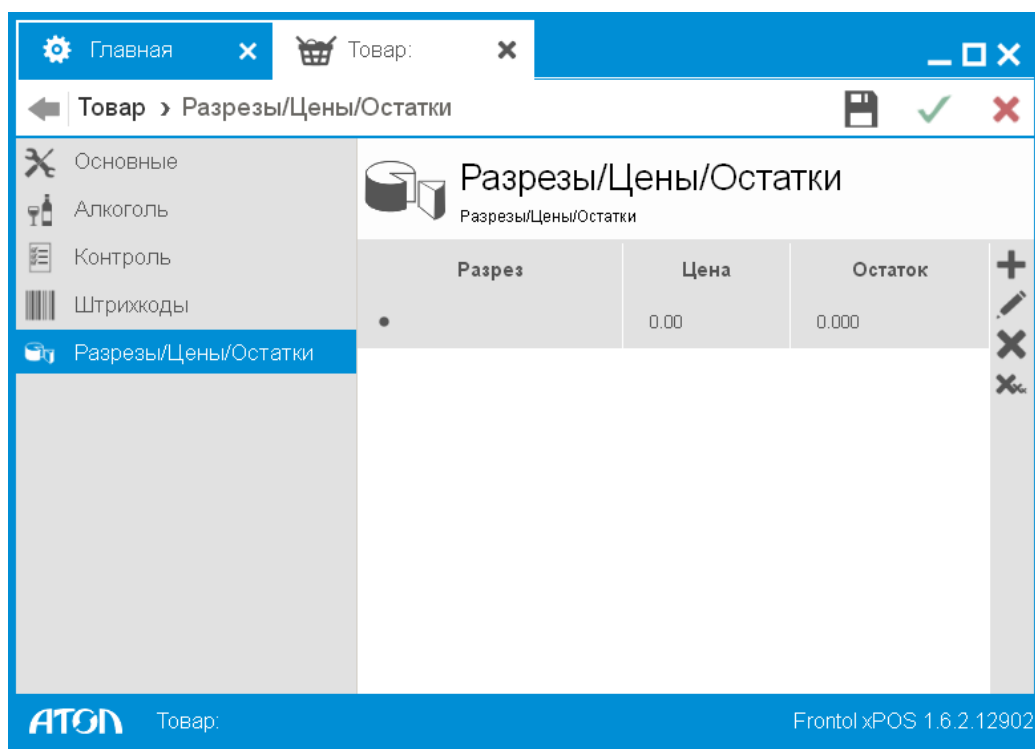 Главная
Товар:
Товар › Разрезы/Цены/Остатки
Основные
Алкоголь
Контроль
Штрихкоды
Разрезы/Цены/Остатки
Разрезы/Цены/Остатки
Разрезы/Цены/Остатки
Разрез Цена Остаток
0.00 0.000
ATOL Товар: Frontol xPOS 1.6.2.12902